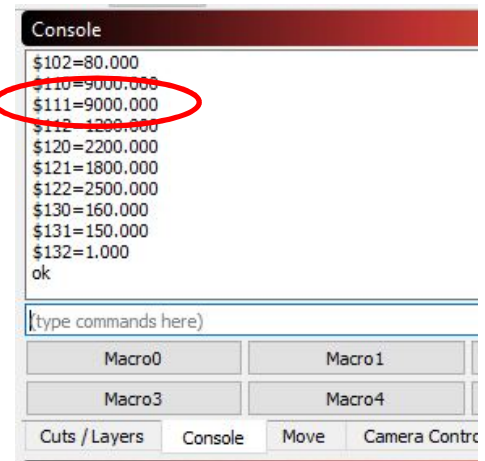 Console
$102=80.000
$110=9000.000
$111=9000.000
$112=1200.000
$120=2200.000
$121=1800.000
$122=2500.000
$130=160.000
$131=150.000
$132=1.000
ok
(type commands here)
Macro0 Macro1
Macro3 Macro4
Cuts / Layers Console Move Camera Contro